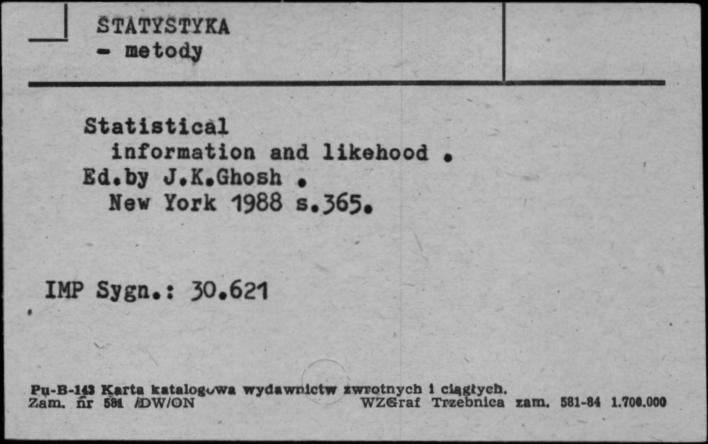 STATYSTYKA
- metody
Statistical
information and likehood .
Ed.by J.K.Ghosh .
New York 1988 s.365.
IMP Sygn.: 30.621
Pu-B-143 Karta katalogowa wydawnictw zwrotnych i ciągłych.
Zam. nr 581 /DW/ON WZGraf Trzebnica zam. 581-84 1.700.000